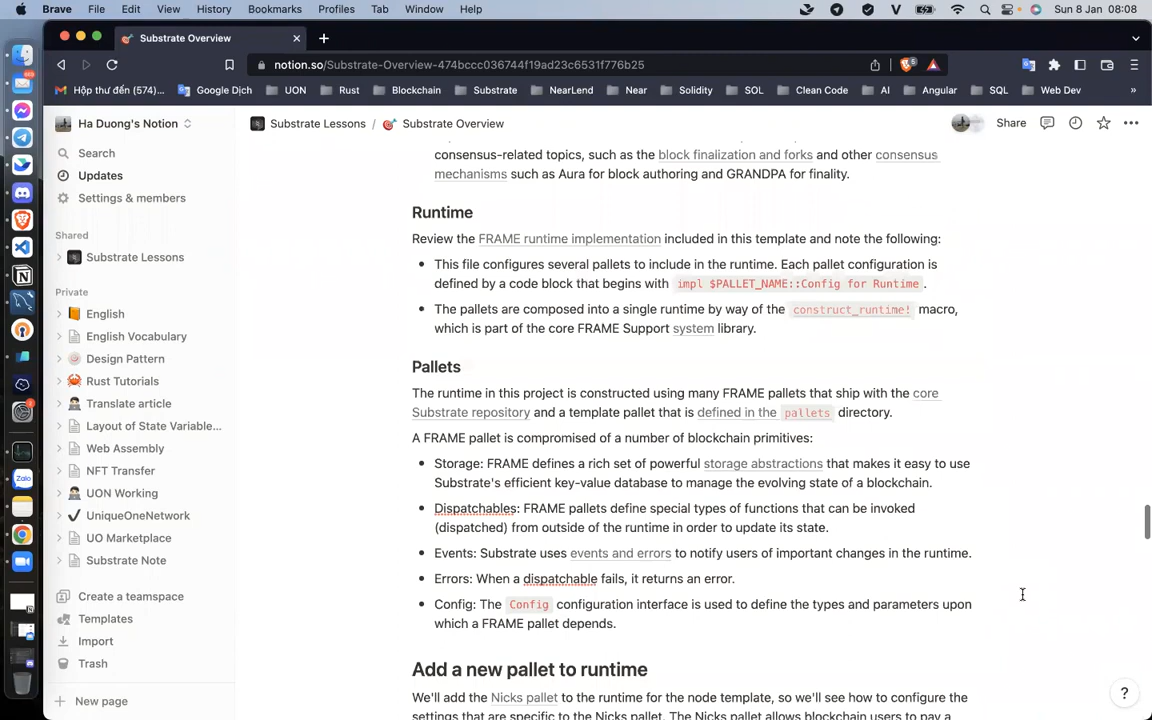 Brave File Edit View History Bookmarks Profiles Tab Window Help Sun 8 Jan 08:08
Substrate Overview
notion.so/Substrate-Overview-474bccc036744f19ad23c6531f776b25
Hộp thư đến (574)... Google Dịch UON Rust Blockchain Substrate NearLend Near Solidity SOL Clean Code AI Angular SQL Web Dev »
Ha Duong's Notion
Substrate Lessons / Substrate Overview
Share
Search
Updates
Settings & members
Shared
Substrate Lessons
Private
English
English Vocabulary
Design Pattern
Rust Tutorials
Translate article
Layout of State Variable...
Web Assembly
NFT Transfer
UON Working
UniqueOneNetwork
UO Marketplace
Substrate Note
Create a teamspace
Templates
Import
Trash
New page
consensus-related topics, such as the block finalization and forks and other consensus
mechanisms such as Aura for block authoring and GRANDPA for finality.
Runtime
Review the FRAME runtime implementation included in this template and note the following:
• This file configures several pallets to include in the runtime. Each pallet configuration is
defined by a code block that begins with impl $PALLET_NAME::Config for Runtime .
• The pallets are composed into a single runtime by way of the construct_runtime! macro,
which is part of the core FRAME Support system library.
Pallets
The runtime in this project is constructed using many FRAME pallets that ship with the core
Substrate repository and a template pallet that is defined in the pallets directory.
A FRAME pallet is compromised of a number of blockchain primitives:
• Storage: FRAME defines a rich set of powerful storage abstractions that makes it easy to use
Substrate's efficient key-value database to manage the evolving state of a blockchain.
• Dispatchables: FRAME pallets define special types of functions that can be invoked
(dispatched) from outside of the runtime in order to update its state.
• Events: Substrate uses events and errors to notify users of important changes in the runtime.
• Errors: When a dispatchable fails, it returns an error.
• Config: The Config configuration interface is used to define the types and parameters upon
which a FRAME pallet depends.
Add a new pallet to runtime
We'll add the Nicks pallet to the runtime for the node template, so we'll see how to configure the
settings that are specific to the Nicks pallet. The Nicks pallet allows blockchain users to pay a
?